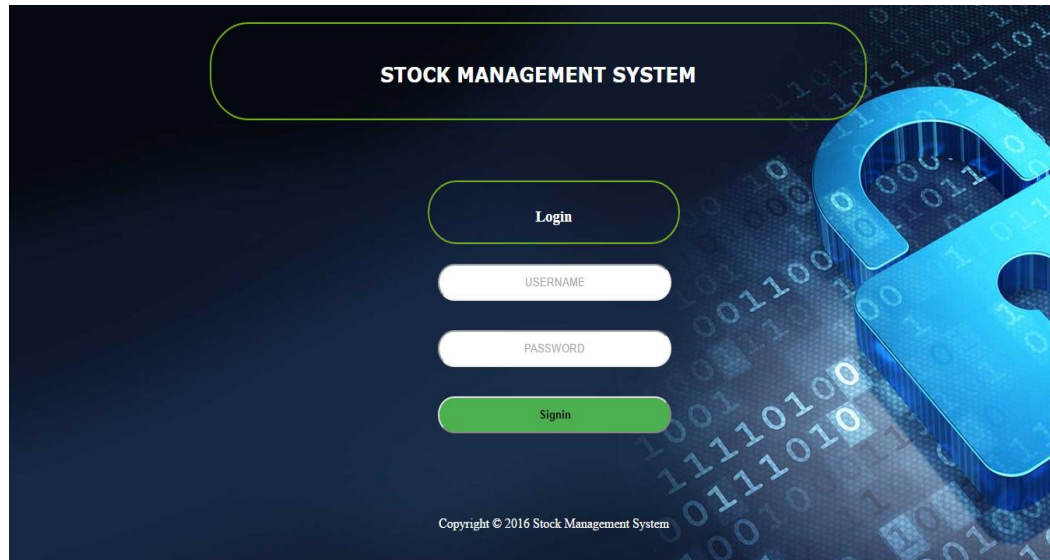 STOCK MANAGEMENT SYSTEM
Login
USERNAME
PASSWORD
Signin
Copyright © 2016 Stock Management System